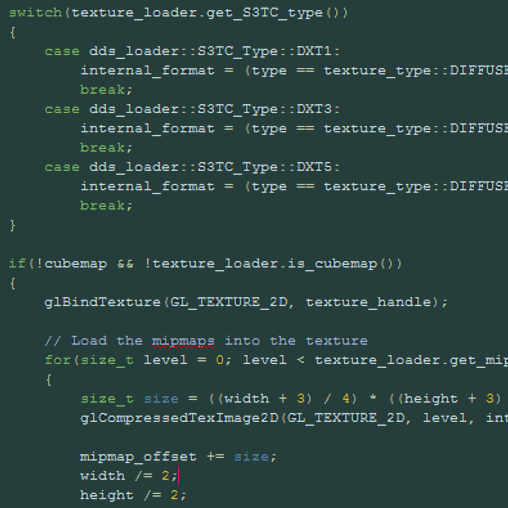 switch(texture_loader.get_S3TC_type())
{
case dds_loader::S3TC_Type::DXT1:
internal_format = (type == texture_type::DIFFUSE
break;
case dds_loader::S3TC_Type::DXT3:
internal_format = (type == texture_type::DIFFUSE
break;
case dds_loader::S3TC_Type::DXT5:
internal_format = (type == texture_type::DIFFUSE
break;
}
if(!cubemap && !texture_loader.is_cubemap())
{
glBindTexture(GL_TEXTURE_2D, texture_handle);
// Load the mipmaps into the texture
for(size_t level = 0; level < texture_loader.get_mip
{
size_t size = ((width + 3) / 4) * ((height + 3)
glCompressedTexImage2D(GL_TEXTURE_2D, level, int
mipmap_offset += size;
width /= 2;
height /= 2;